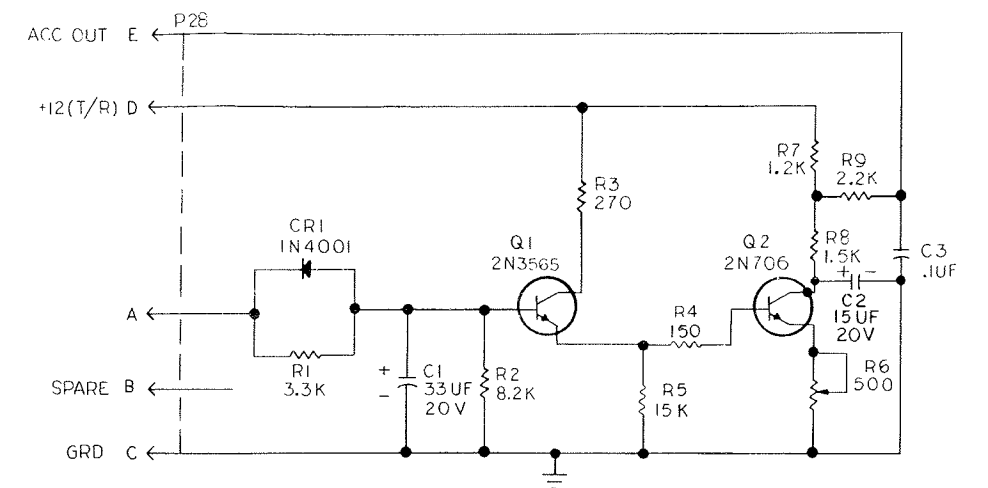 P28
ACC OUT E
+12(T/R) D
R7
1.2K
R9
2.2K
R3
270
CR1
1N4001
Q1
2N3565
Q2
2N706
R8
1.5K
C3
.1UF
+ -
C2
15UF
20V
A
R4
150
R1
3.3K
+
-
C1
33UF
20V
R2
8.2K
R5
15K
R6
500
SPARE B
GRD C